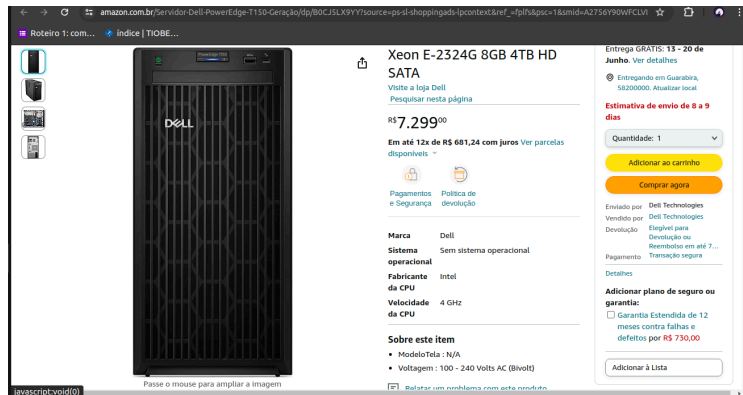 amazon.com.br/Servidor-Dell-PowerEdge-T150-Geração/dp/B0CJ5LX9YY?source=ps-sl-shoppingads-lpcontext&ref_=fplfs&psc=1&smid=A2756Y90WFCLVI
Roteiro 1: com...
índice | TIOBE...
DELL
Passe o mouse para ampliar a imagem
Xeon E-2324G 8GB 4TB HD
SATA
Visite a loja Dell
Pesquisar nesta página
R$7.29900
Em até 12x de R$ 681,24 com juros Ver parcelas
disponíveis
Pagamentos
e Segurança
Política de
devolução
Marca Dell
Sistema Sem sistema operacional
operacional
Fabricante Intel
da CPU
Velocidade 4 GHz
da CPU
Sobre este item
ModeloTela : N/A
Voltagem : 100 - 240 Volts AC (Bivolt)
Relatar um problema com este produto
Entrega GRÁTIS: 13 - 20 de
Junho. Ver detalhes
Entregando em Guarabira,
58200000. Atualizar local
Estimativa de envio de 8 a 9
dias
Quantidade: 1
Adicionar ao carrinho
Comprar agora
Enviado por Dell Technologies
Vendido por Dell Technologies
Devolução Elegível para
Devolução ou
Reembolso em até 7...
Pagamento Transação segura
Detalhes
Adicionar plano de seguro ou
garantia:
Garantia Estendida de 12
meses contra falhas e
defeitos por R$ 730,00
Adicionar à Lista
javascript:void(0)